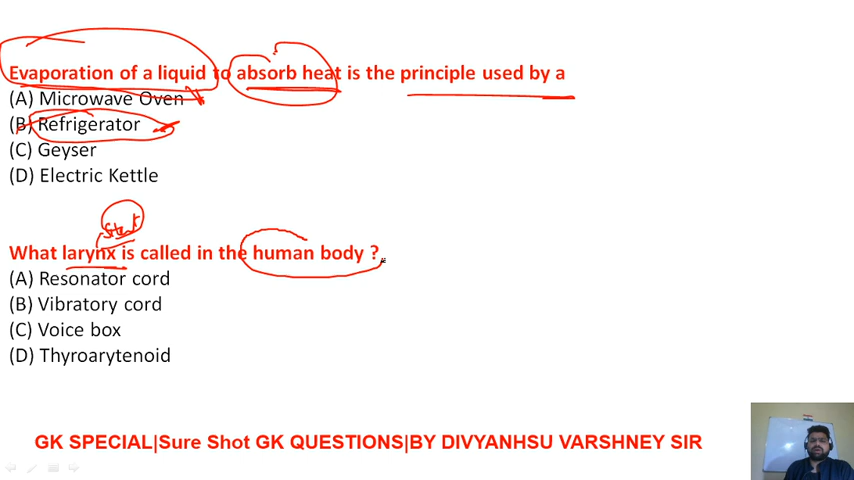 Evaporation of a liquid to absorb heat is the principle used by a
(A) Microwave Oven
(B) Refrigerator
(C) Geyser
(D) Electric Kettle
What larynx is called in the human body ?
(A) Resonator cord
(B) Vibratory cord
(C) Voice box
(D) Thyroarytenoid
GK SPECIAL|Sure Shot GK QUESTIONS|BY DIVYANHSU VARSHNEY SIR